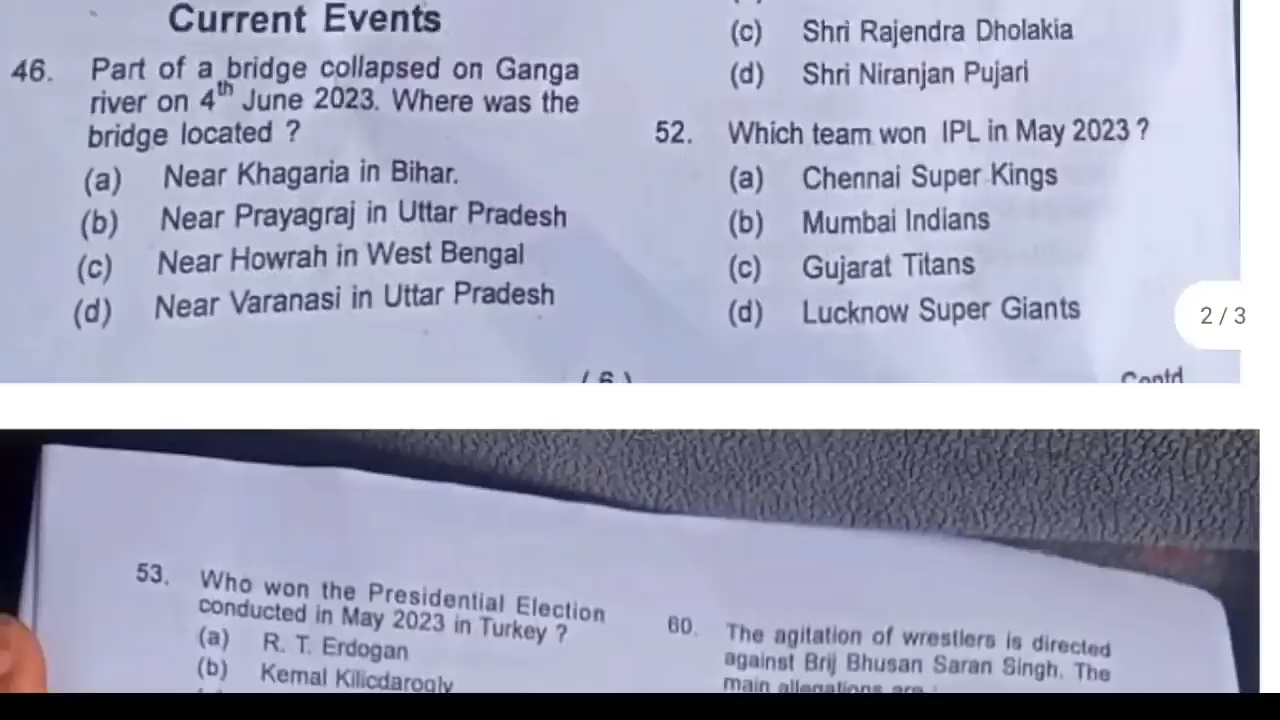 Current Events
46. Part of a bridge collapsed on Ganga
river on 4th June 2023. Where was the
bridge located ?
(a) Near Khagaria in Bihar.
(b) Near Prayagraj in Uttar Pradesh
(c) Near Howrah in West Bengal
(d) Near Varanasi in Uttar Pradesh
(c) Shri Rajendra Dholakia
(d) Shri Niranjan Pujari
52. Which team won IPL in May 2023 ?
(a) Chennai Super Kings
(b) Mumbai Indians
(c) Gujarat Titans
(d) Lucknow Super Giants
2 / 3
( 6 )
Contd
53. Who won the Presidential Election
conducted in May 2023 in Turkey ?
(a) R. T. Erdogan
(b) Kemal Kilicdarogly
60. The agitation of wrestlers is directed
against Brij Bhusan Saran Singh. The
main allegations are